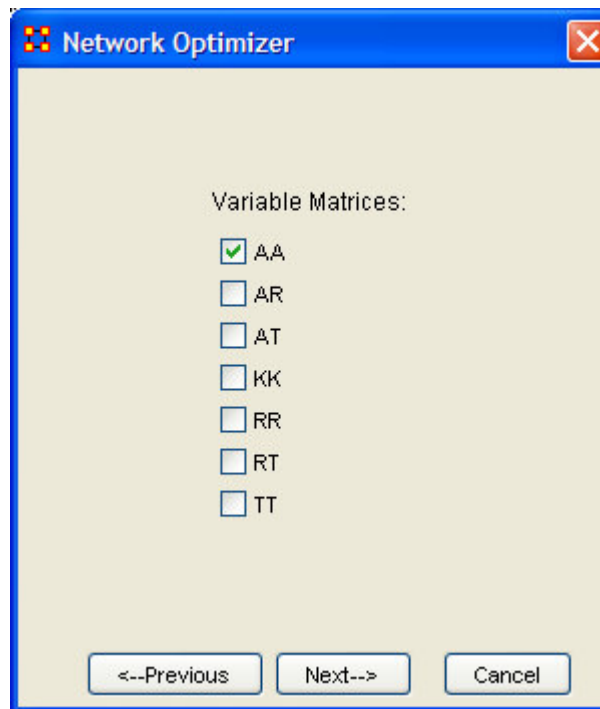 Network Optimizer
Variable Matrices:
AA
AR
AT
KK
RR
RT
TT
<--Previous Next--> Cancel